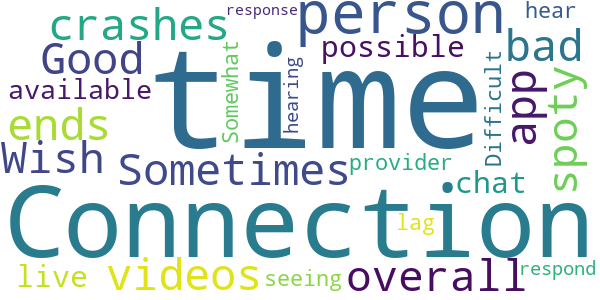 response
crashes
person
hear
Good
time
possible
bad
available
Somewhat
hearing
Difficult
app
spoty
ends
Wish
Sometimes
provider
chat
Connection
lag
live
videos
seeing
overall
respond